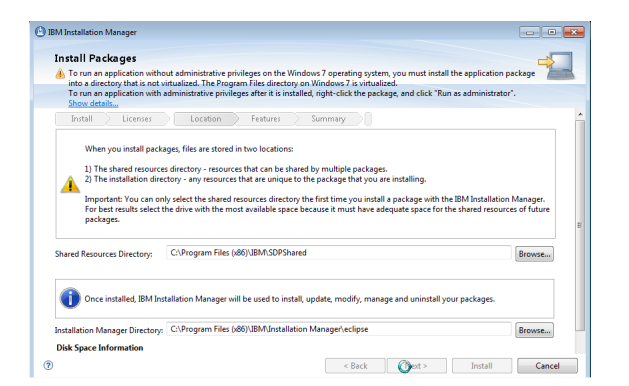 IBM Installation Manager
Install Packages
To run an application without administrative privileges on the Windows 7 operating system, you must install the application package
into a directory that is not virtualized. The Program Files directory on Windows 7 is virtualized.
To run an application with administrative privileges after it is installed, right-click the package, and click "Run as administrator".
Show details...
Install Licenses Location Features Summary
When you install packages, files are stored in two locations:
1) The shared resources directory - resources that can be shared by multiple packages.
2) The installation directory - any resources that are unique to the package that you are installing.
Important: You can only select the shared resources directory the first time you install a package with the IBM Installation Manager.
For best results select the drive with the most available space because it must have adequate space for the shared resources of future
packages.
Shared Resources Directory: C:\Program Files (x86)\IBM\SDPShared Browse...
Once installed, IBM Installation Manager will be used to install, update, modify, manage and uninstall your packages.
Installation Manager Directory: C:\Program Files (x86)\IBM\Installation Manager\eclipse Browse...
Disk Space Information
< Back ext > Install Cancel